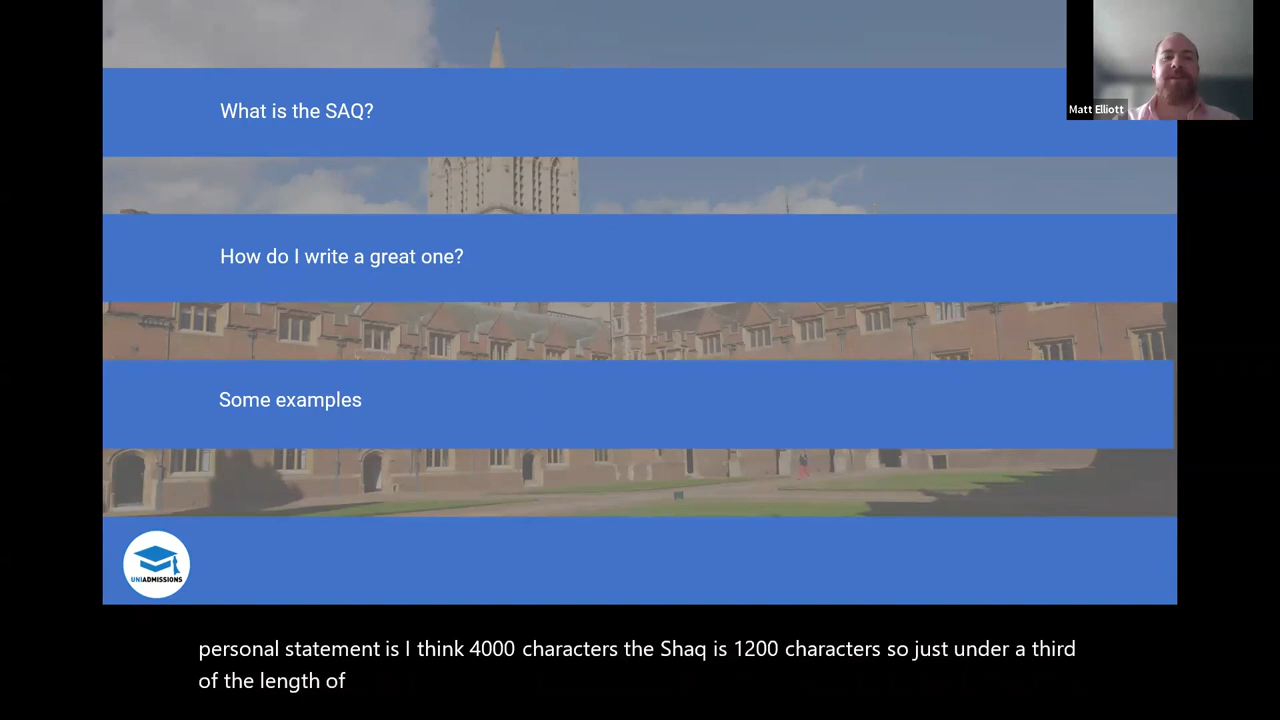 Matt Elliott
What is the SAQ?
How do I write a great one?
Some examples
UNIADMISSIONS
personal statement is I think 4000 characters the Shaq is 1200 characters so just under a third
of the length of